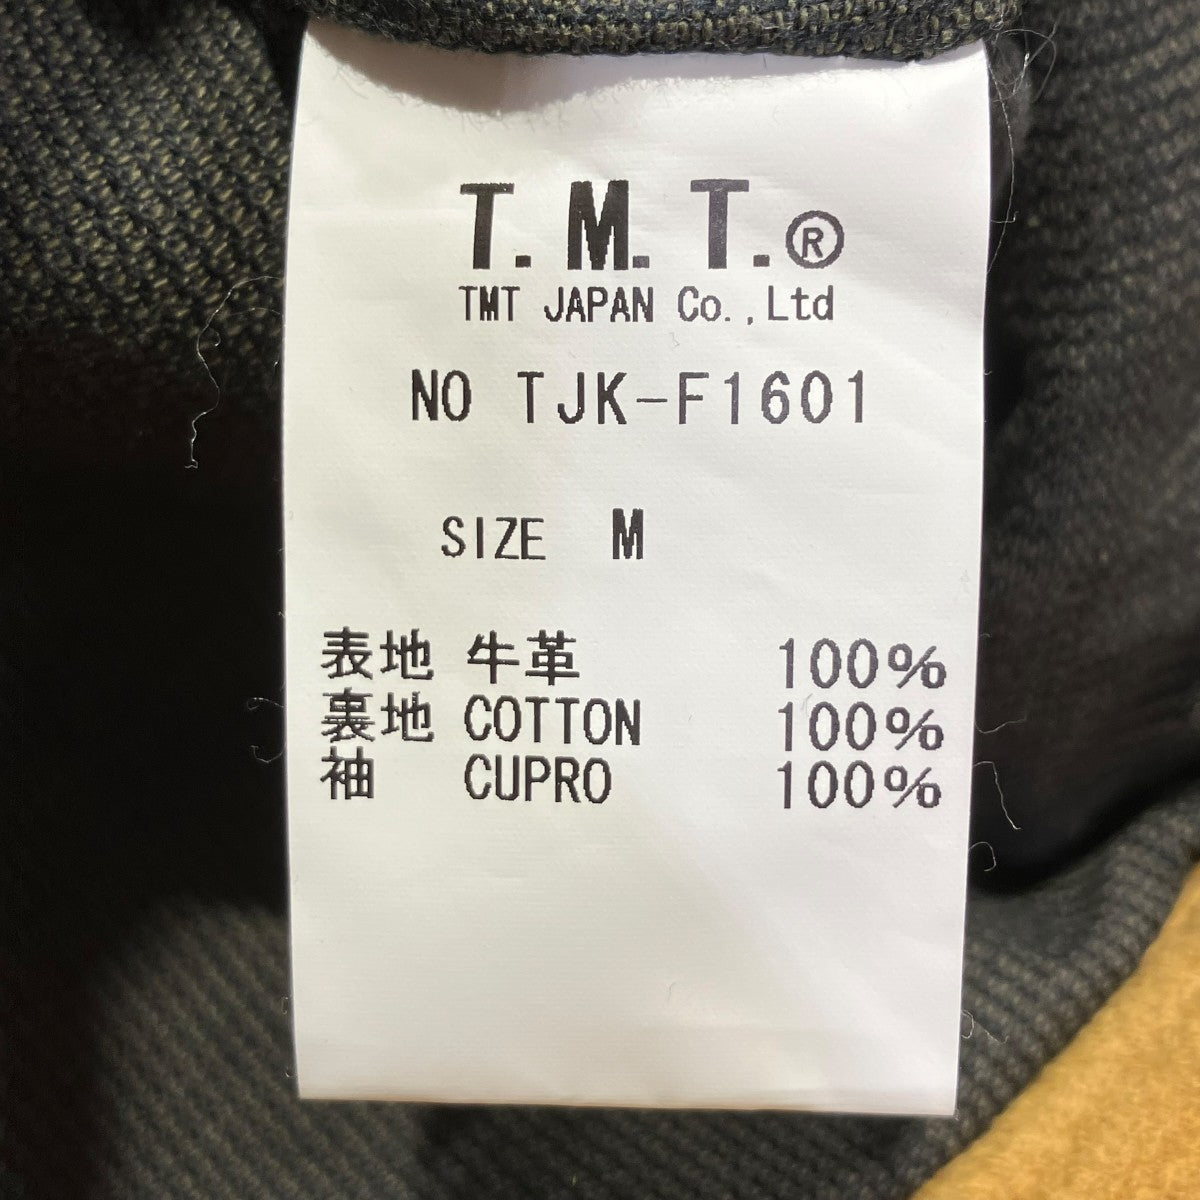 T.M.T.®
TMT JAPAN Co.,Ltd
NO TJK-F1601
SIZE M
表地 牛革 100%
裏地 COTTON 100%
袖 CUPRO 100%